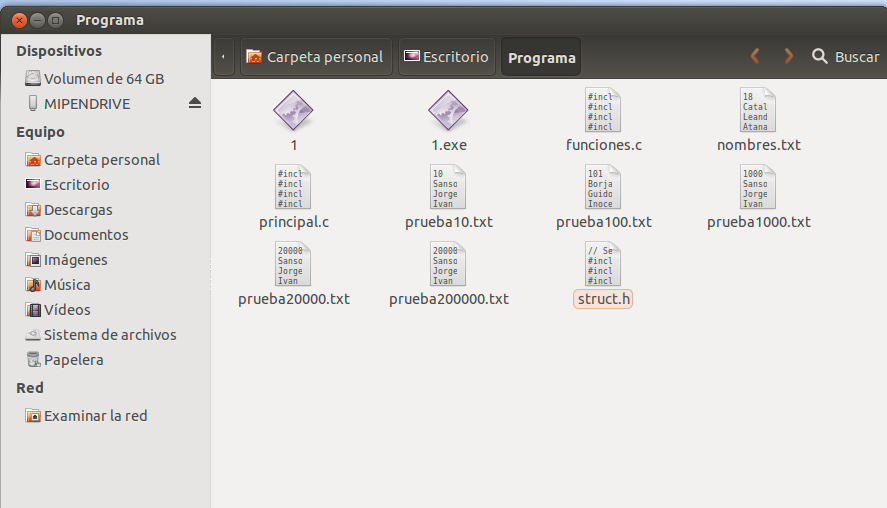 Programa
Dispositivos
Volumen de 64 GB
MIPENDRIVE
Equipo
Carpeta personal
Escritorio
Descargas
Documentos
Imágenes
Música
Vídeos
Sistema de archivos
Papelera
Red
Examinar la red
Carpeta personal
Escritorio
Programa
Buscar
1
1.exe
#incl
#incl
#incl
#incl
funciones.c
18
Catal
Leand
Atana
nombres.txt
#incl
#incl
#incl
#incl
principal.c
10
Sanso
Jorge
Ivan
prueba10.txt
101
Borja
Guido
Inoce
prueba100.txt
1000
Sanso
Jorge
Ivan
prueba1000.txt
20000
Sanso
Jorge
Ivan
prueba20000.txt
20000
Sanso
Jorge
Ivan
prueba200000.txt
// Se
#incl
#incl
#incl
struct.h